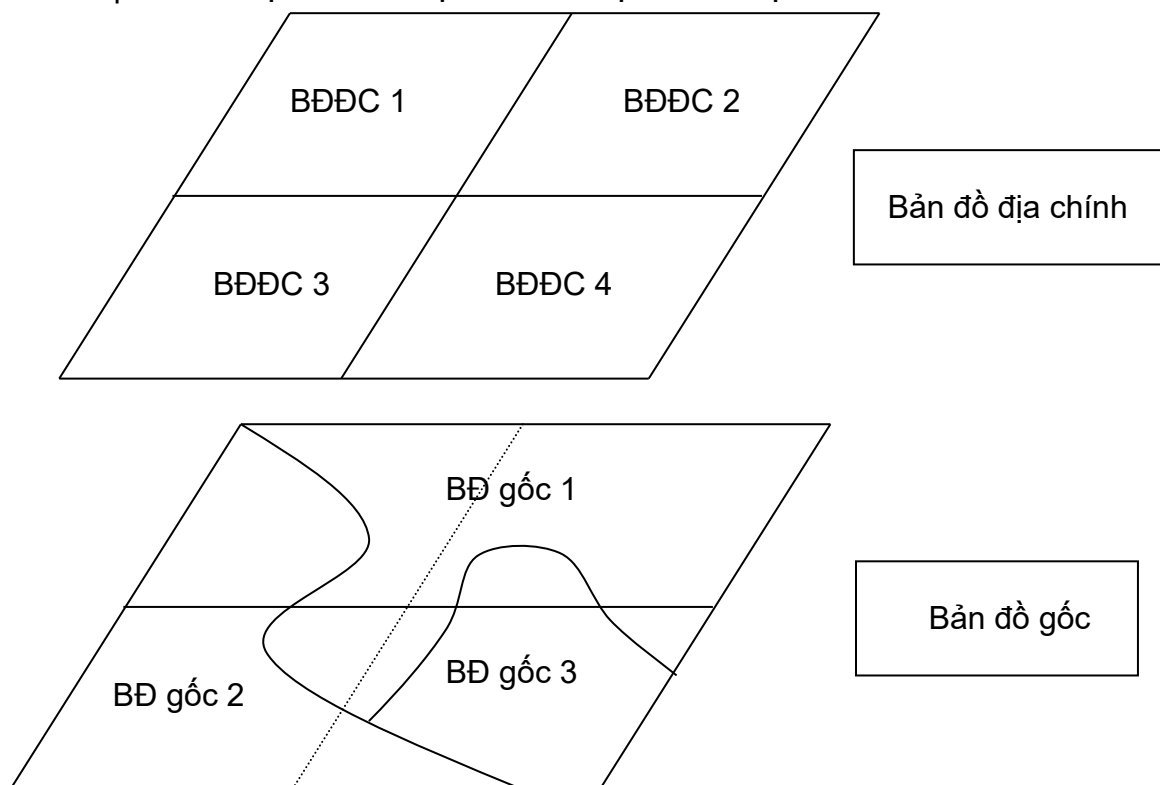 BĐĐC 1
BĐĐC 2
Bản đồ địa chính
BĐĐC 3
BĐĐC 4
BĐ gốc 1
Bản đồ gốc
BĐ gốc 3
BĐ gốc 2